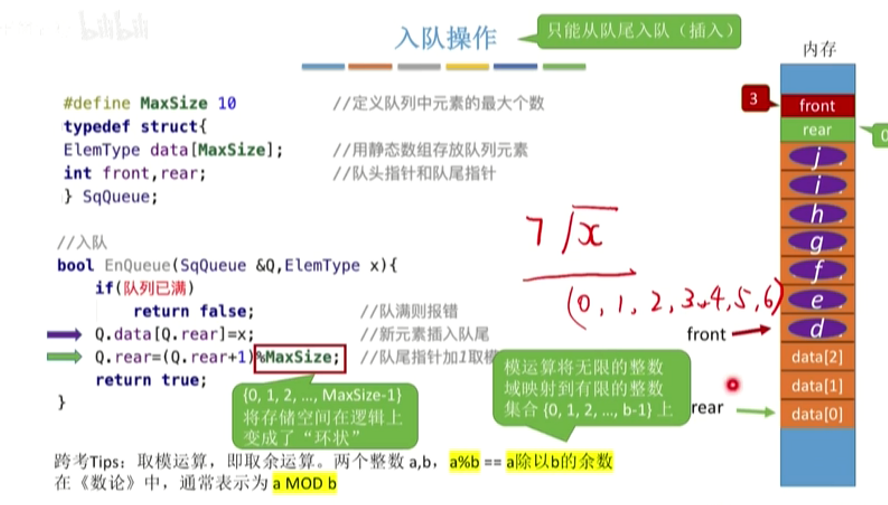 bilibili
入队操作
只能从队尾入队（插入）
内存
#define MaxSize 10 //定义队列中元素的最大个数
typedef struct{
ElemType data[MaxSize]; //用静态数组存放队列元素
int front,rear; //队头指针和队尾指针
} SqQueue;
3
front
rear
0
j
i
h
g
f
e
d
data[2]
data[1]
data[0]
front
rear
7 x
(0, 1, 2, 3, 4, 5, 6)
//入队
bool EnQueue(SqQueue &Q,ElemType x){
if(队列已满)
return false; //队满则报错
Q.data[Q.rear]=x; //新元素插入队尾
Q.rear=(Q.rear+1)%MaxSize; //队尾指针加1取模
return true;
}
{0, 1, 2, …, MaxSize-1}
将存储空间在逻辑上
变成了“环状”
模运算将无限的整数
域映射到有限的整数
集合 {0, 1, 2, …, b-1} 上
跨考Tips：取模运算，即取余运算。两个整数 a,b，a%b == a除以b的余数
在《数论》中，通常表示为 a MOD b